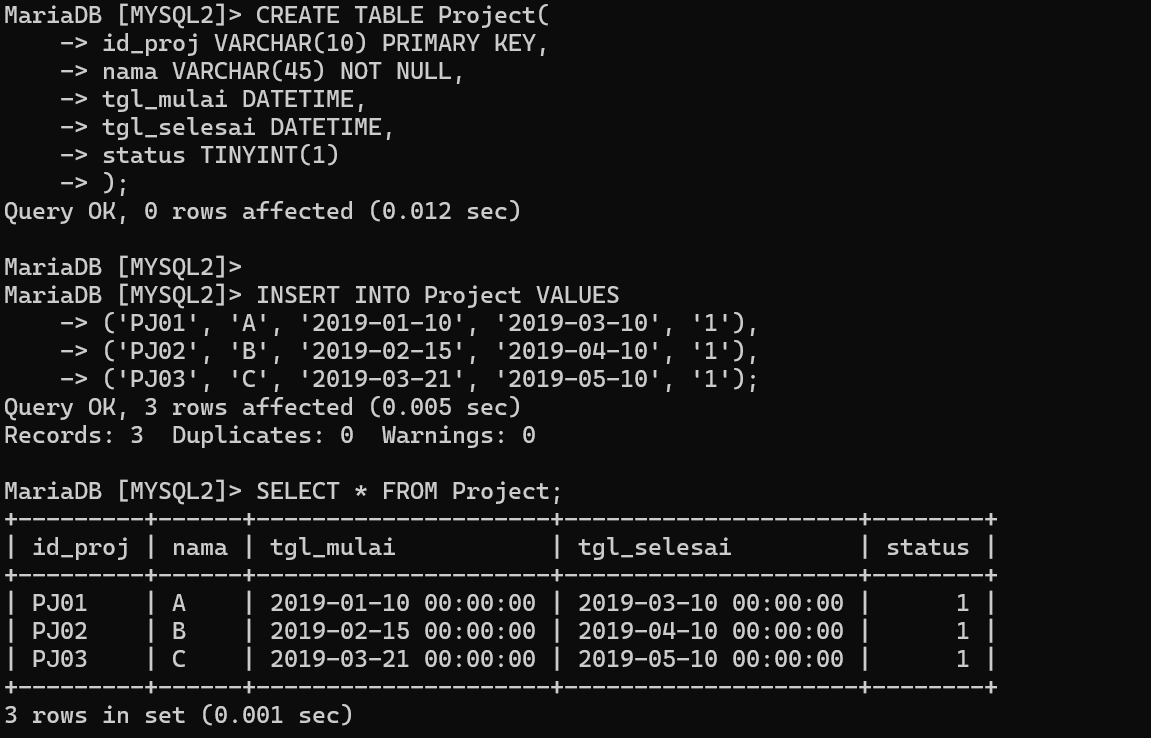 MariaDB [MYSQL2]> CREATE TABLE Project(
    -> id_proj VARCHAR(10) PRIMARY KEY,
    -> nama VARCHAR(45) NOT NULL,
    -> tgl_mulai DATETIME,
    -> tgl_selesai DATETIME,
    -> status TINYINT(1)
    -> );
Query OK, 0 rows affected (0.012 sec)

MariaDB [MYSQL2]>
MariaDB [MYSQL2]> INSERT INTO Project VALUES
    -> ('PJ01', 'A', '2019-01-10', '2019-03-10', '1'),
    -> ('PJ02', 'B', '2019-02-15', '2019-04-10', '1'),
    -> ('PJ03', 'C', '2019-03-21', '2019-05-10', '1');
Query OK, 3 rows affected (0.005 sec)
Records: 3  Duplicates: 0  Warnings: 0

MariaDB [MYSQL2]> SELECT * FROM Project;
+---------+------+---------------------+---------------------+--------+
| id_proj | nama | tgl_mulai           | tgl_selesai         | status |
+---------+------+---------------------+---------------------+--------+
| PJ01    | A    | 2019-01-10 00:00:00 | 2019-03-10 00:00:00 |      1 |
| PJ02    | B    | 2019-02-15 00:00:00 | 2019-04-10 00:00:00 |      1 |
| PJ03    | C    | 2019-03-21 00:00:00 | 2019-05-10 00:00:00 |      1 |
+---------+------+---------------------+---------------------+--------+
3 rows in set (0.001 sec)